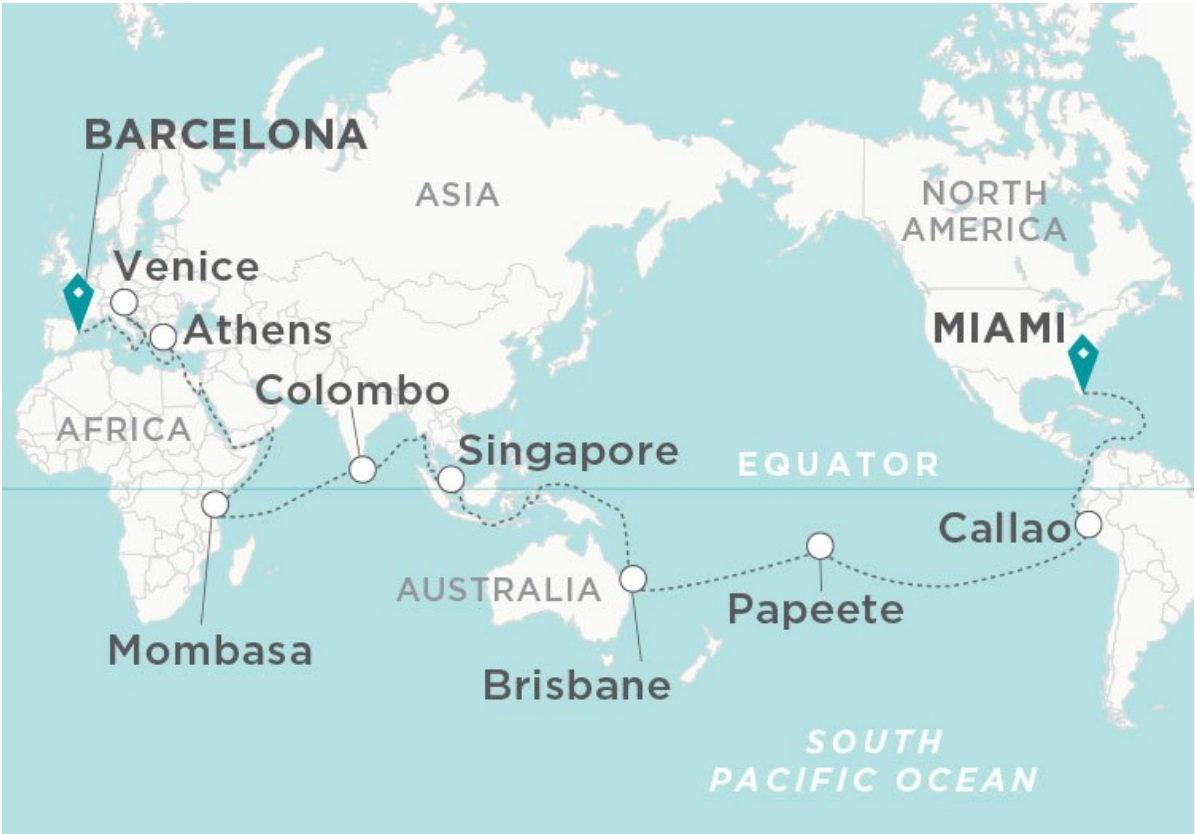 BARCELONA
ASIA
NORTH
AMERICA
Venice
Athens
MIAMI
Colombo
AFRICA
Singapore
EQUATOR
Callao
AUSTRALIA
Papeete
Mombasa
Brisbane
SOUTH
PACIFIC OCEAN